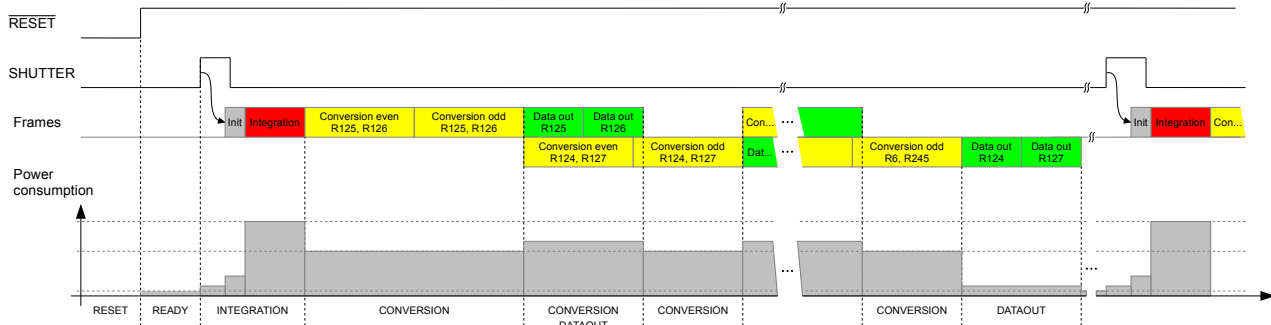 RESET
SHUTTER
Frames
Init
Integration
Conversion even
R125, R126
Conversion odd
R125, R126
Data out
R125
Data out
R126
Con...
...
Init
Integration
Con...
Conversion even
R124, R127
Conversion odd
R124, R127
Dat...
...
Conversion odd
R6, R245
Data out
R124
Data out
R127
Power
consumption
...
...
RESET
READY
INTEGRATION
CONVERSION
CONVERSION
DATAOUT
CONVERSION
CONVERSION
DATAOUT